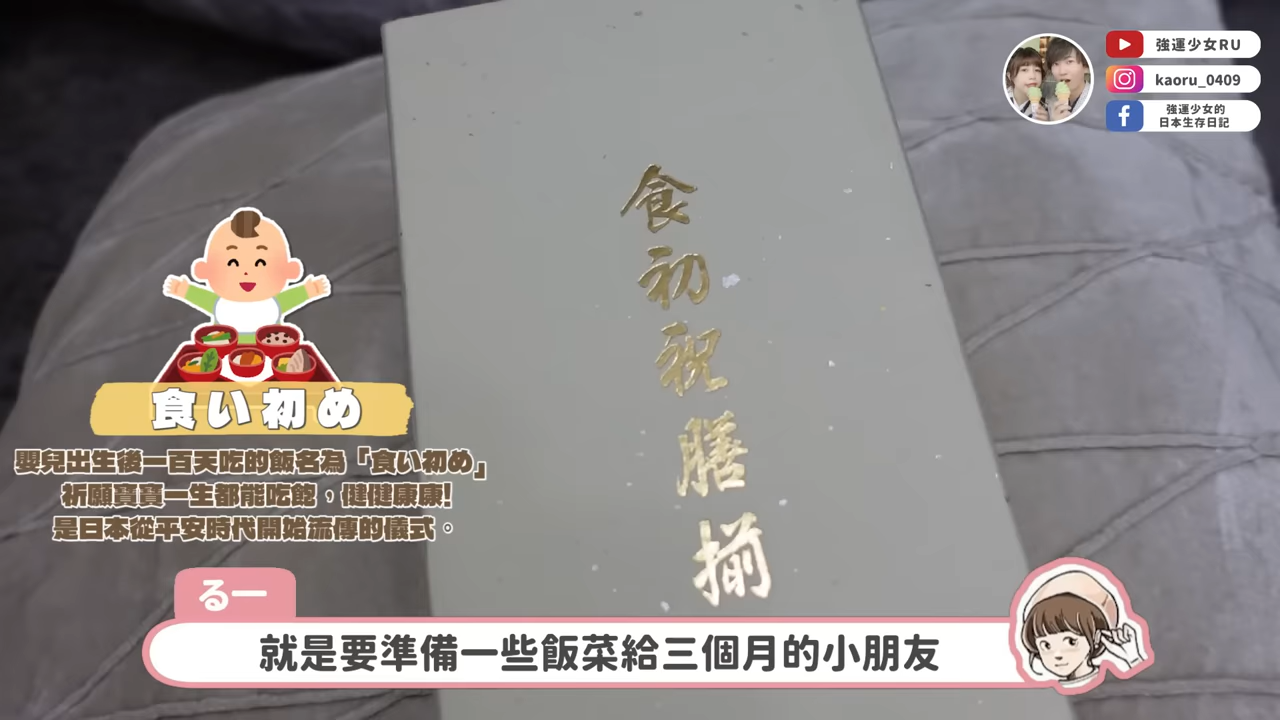 強運少女RU
kaoru_0409
強運少女的
日本生存日記
食初祝膳揃
食い初め
嬰兒出生後一百天吃的飯名為「食い初め」
祈願寶寶一生都能吃飽，健健康康!
是日本從平安時代開始流傳的儀式。
るー
就是要準備一些飯菜給三個月的小朋友